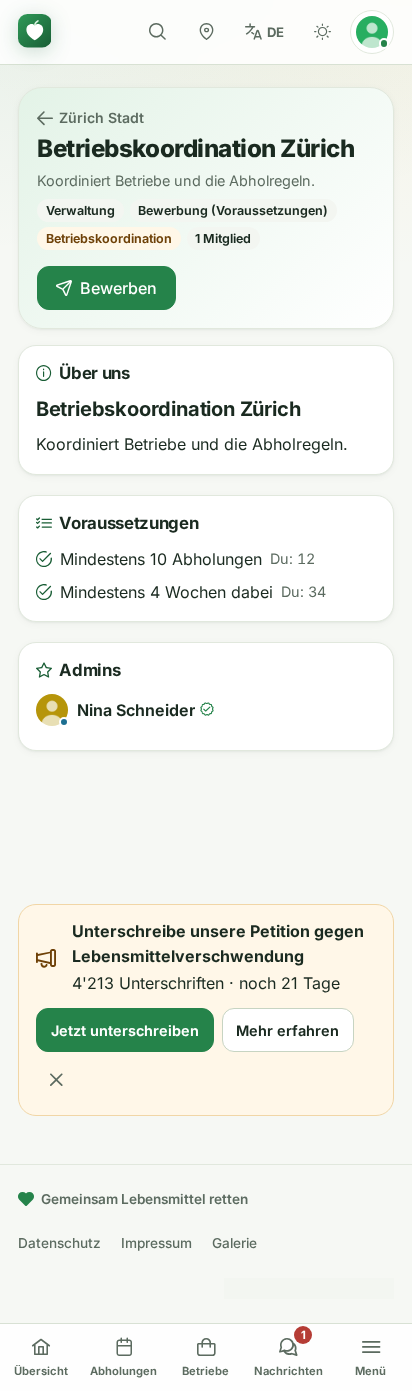 DE
Zürich Stadt
Betriebskoordination Zürich
Koordiniert Betriebe und die Abholregeln.
Verwaltung Bewerbung (Voraussetzungen)
Betriebskoordination 1 Mitglied
Bewerben
Über uns
Betriebskoordination Zürich
Koordiniert Betriebe und die Abholregeln.
Voraussetzungen
Mindestens 10 Abholungen Du: 12
Mindestens 4 Wochen dabei Du: 34
Admins
Nina Schneider
Unterschreibe unsere Petition gegen
Lebensmittelverschwendung
4'213 Unterschriften · noch 21 Tage
Jetzt unterschreiben Mehr erfahren
Gemeinsam Lebensmittel retten
Datenschutz Impressum Galerie
1
Übersicht Abholungen Betriebe Nachrichten Menü